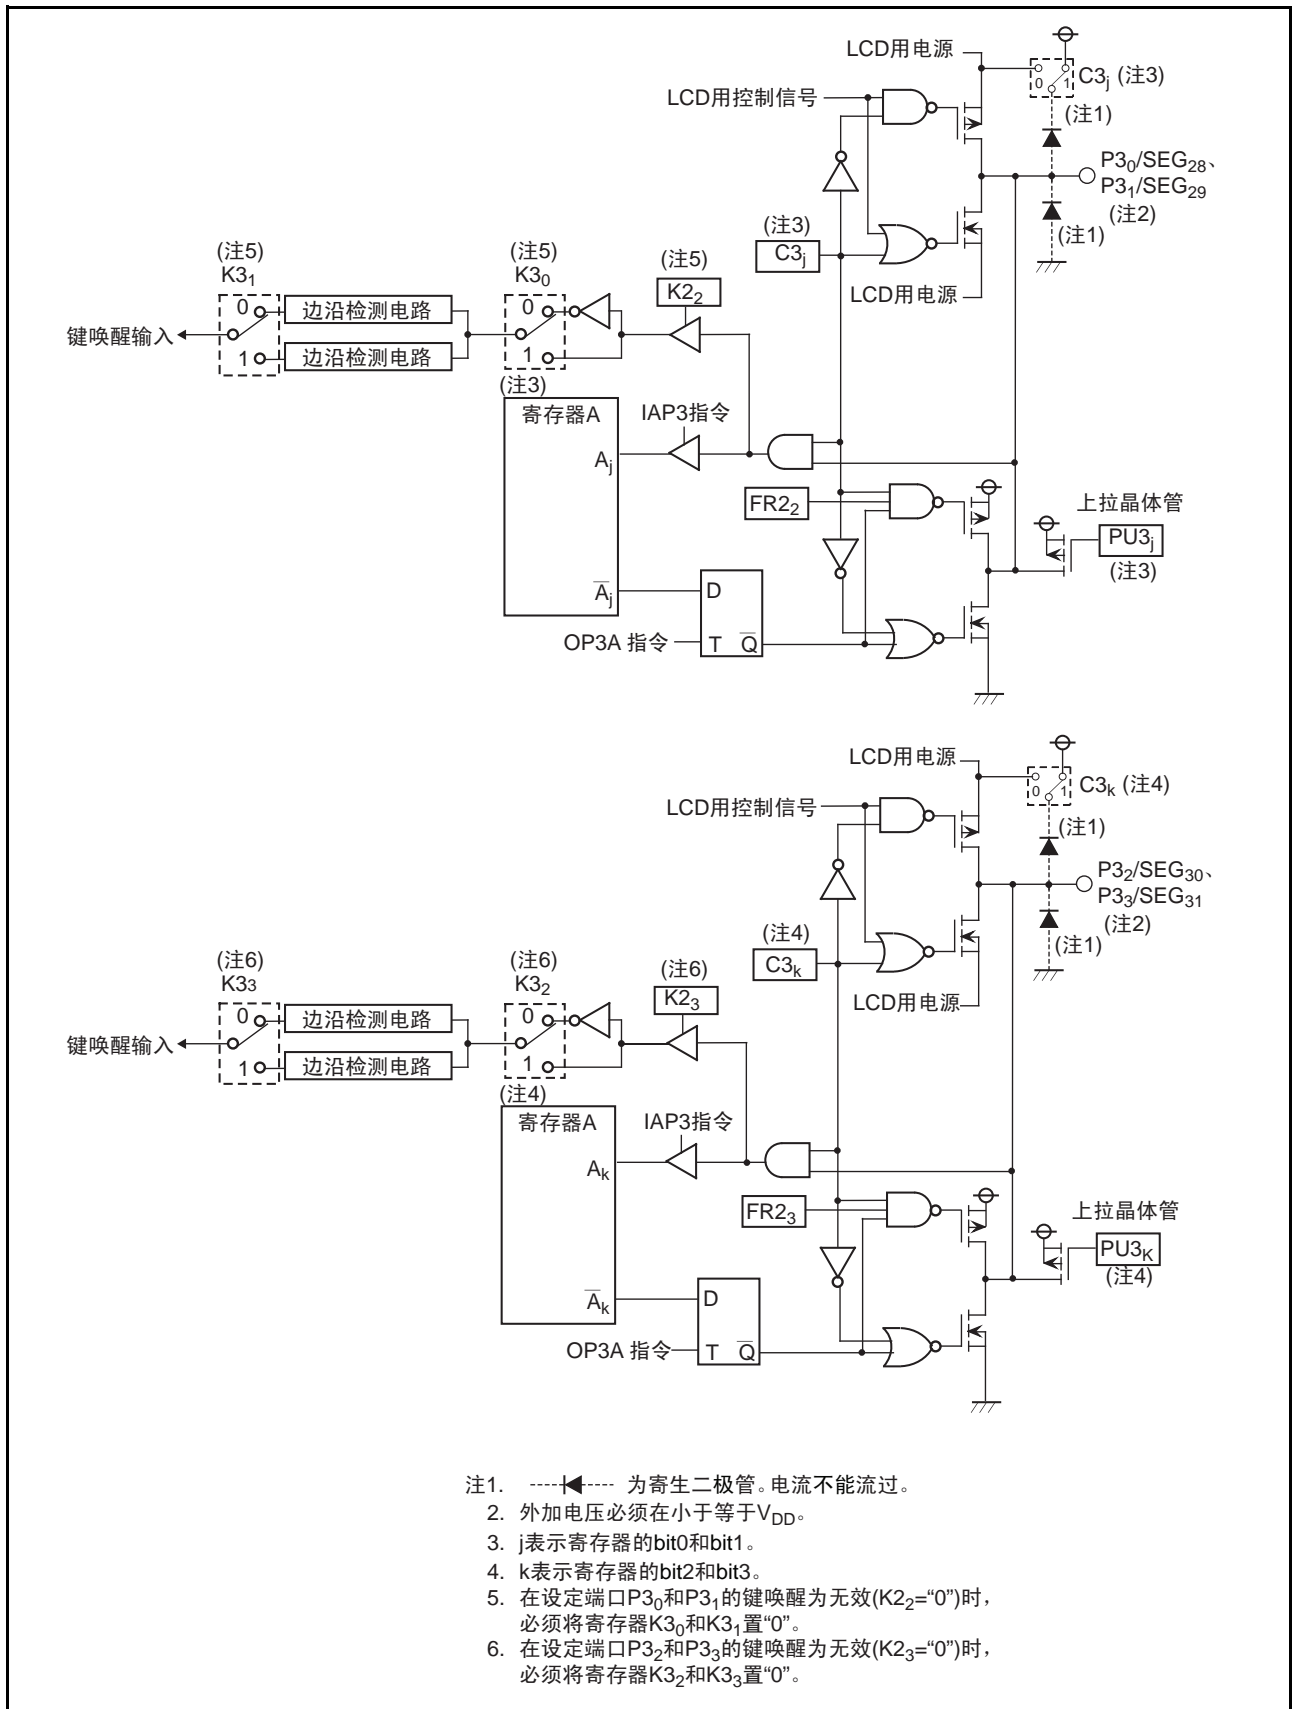 LCD用电源
C3j (注3)
0 1
LCD用控制信号
(注1)
P30/SEG28、
P31/SEG29
(注2)
(注3)
C3j
(注1)
LCD用电源
(注5)
K31
0
1
边沿检测电路
边沿检测电路
键唤醒输入
(注5)
K30
0
1
(注5)
K22
(注3)
寄存器A
IAP3指令
Aj
FR22
上拉晶体管
PU3j
(注3)
Aj
D
T Q
OP3A 指令
LCD用电源
C3k (注4)
0 1
LCD用控制信号
(注1)
P32/SEG30、
P33/SEG31
(注2)
(注4)
C3k
(注1)
LCD用电源
(注6)
K33
0
1
边沿检测电路
边沿检测电路
键唤醒输入
(注6)
K32
0
1
(注6)
K23
(注4)
寄存器A
IAP3指令
Ak
FR23
上拉晶体管
PU3K
(注4)
Ak
D
T Q
OP3A 指令
注1. 为寄生二极管。电流不能流过。
2. 外加电压必须在小于等于VDD。
3. j表示寄存器的bit0和bit1。
4. k表示寄存器的bit2和bit3。
5. 在设定端口P30和P31的键唤醒为无效(K22=“0”)时，
必须将寄存器K30和K31置“0”。
6. 在设定端口P32和P33的键唤醒为无效(K23=“0”)时，
必须将寄存器K32和K33置“0”。